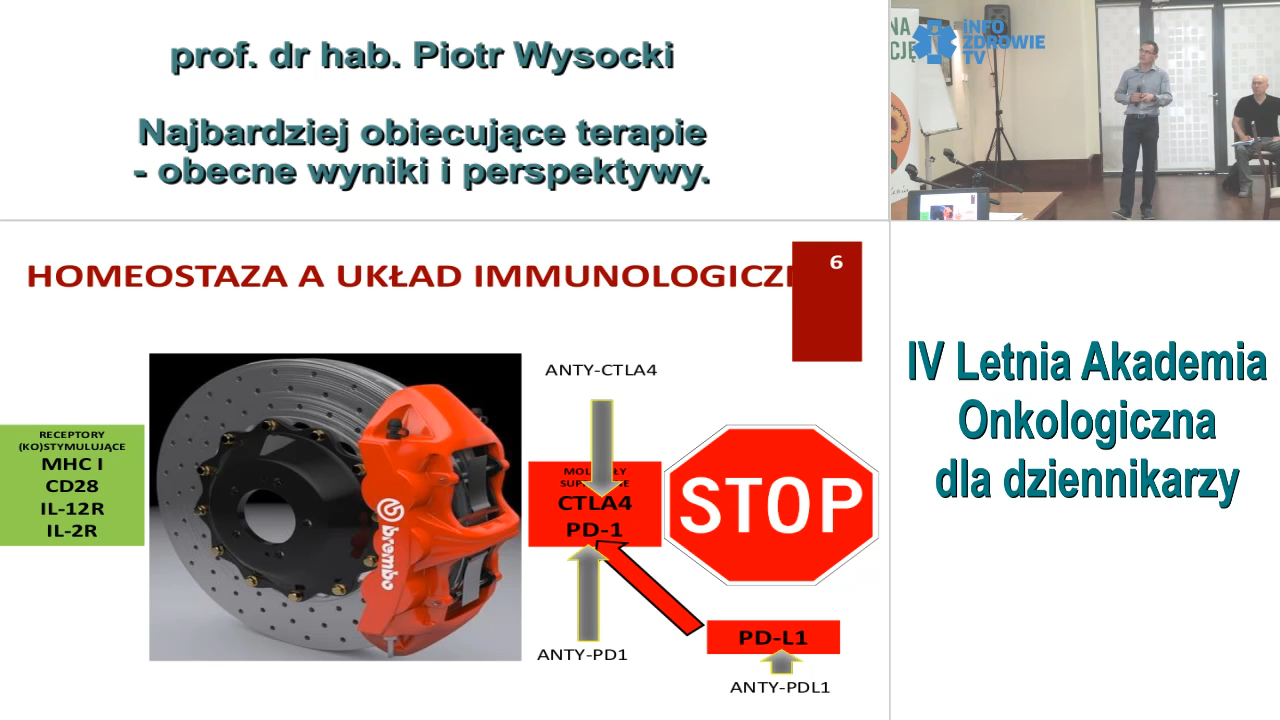 prof. dr hab. Piotr Wysocki
Najbardziej obiecujące terapie
- obecne wyniki i perspektywy.
INFO
ZDROWIE
TV
HOMEOSTAZA A UKŁAD
6
ANTY-CTLA4
RECEPTORY
(KO)STYMULUJĄCE
MHC I
CD28
IL-12R
IL-2R
brembo
CTLA4
PD-1
STOP
PD-L1
ANTY-PD1
ANTY-PDL1
IV Letnia Akademia
Onkologiczna
dla dziennikarzy